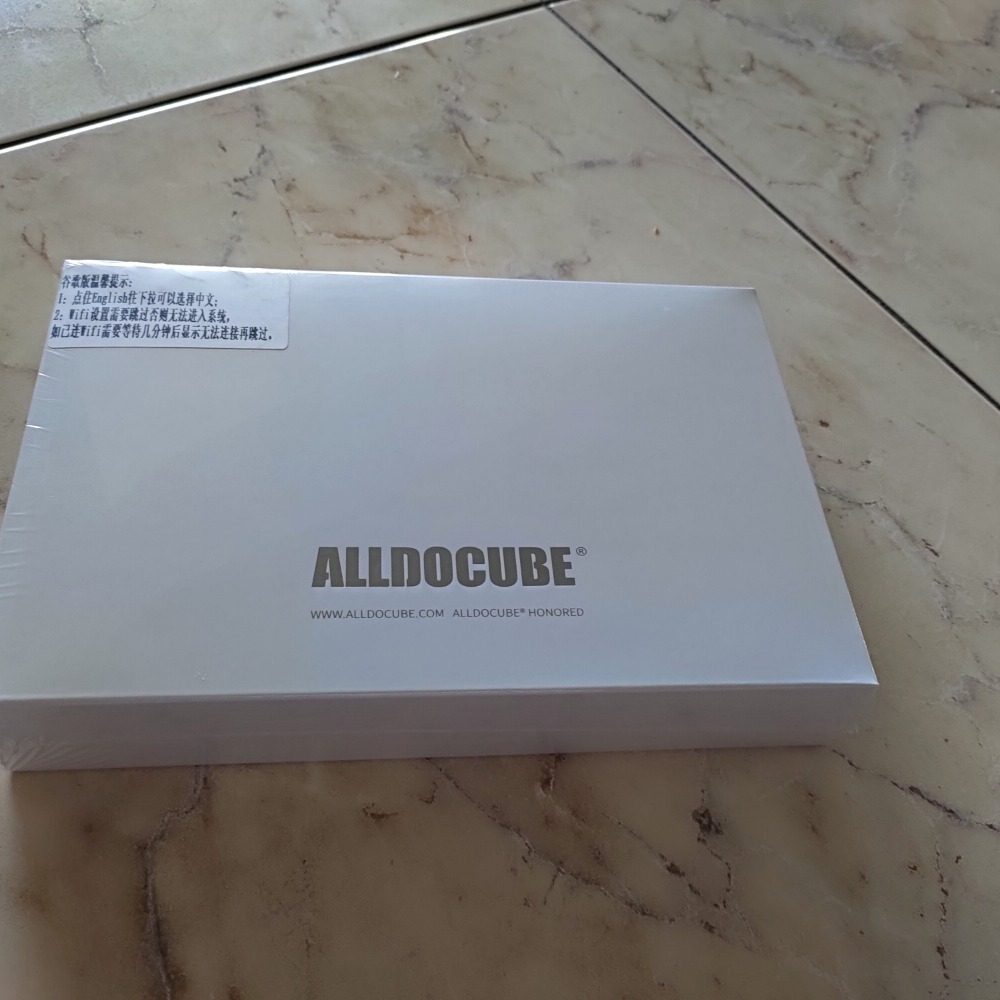 谷歌版温馨提示:
1: 点住English往下拉可以选择中文;
2: Wifi设置需要跳过否则无法进入系统,
如已连Wifi需要等待几分钟后显示无法连接再跳过。
ALLDOCUBE®
WWW.ALLDOCUBE.COM ALLDOCUBE® HONORED